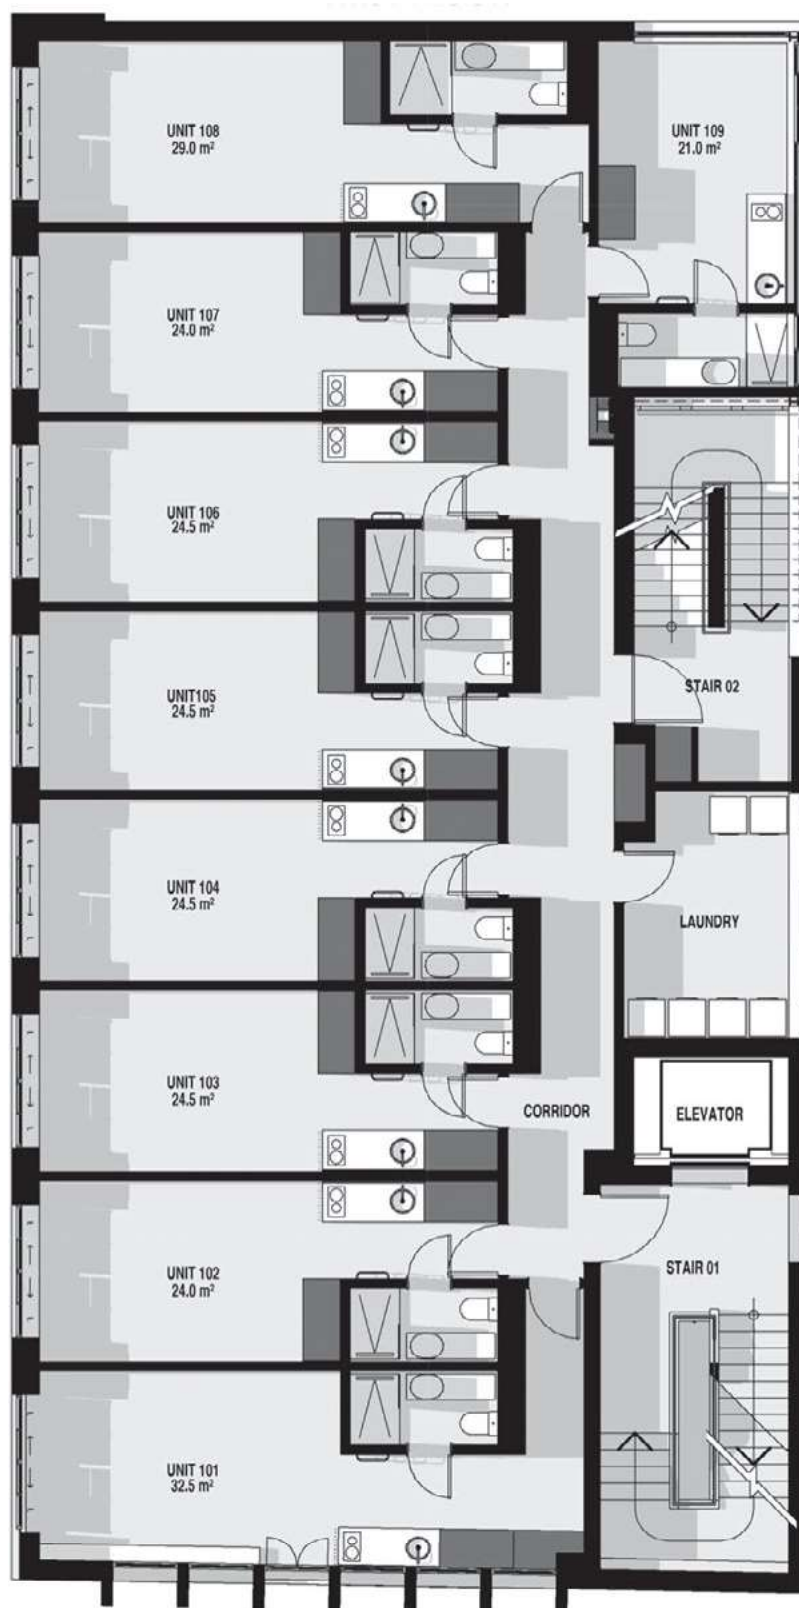 UNIT 108
29.0 m²
UNIT 109
21.0 m²
UNIT 107
24.0 m²
UNIT 106
24.5 m²
UNIT105
24.5 m²
STAIR 02
UNIT 104
24.5 m²
LAUNDRY
UNIT 103
24.5 m²
CORRIDOR
ELEVATOR
UNIT 102
24.0 m²
STAIR 01
UNIT 101
32.5 m²